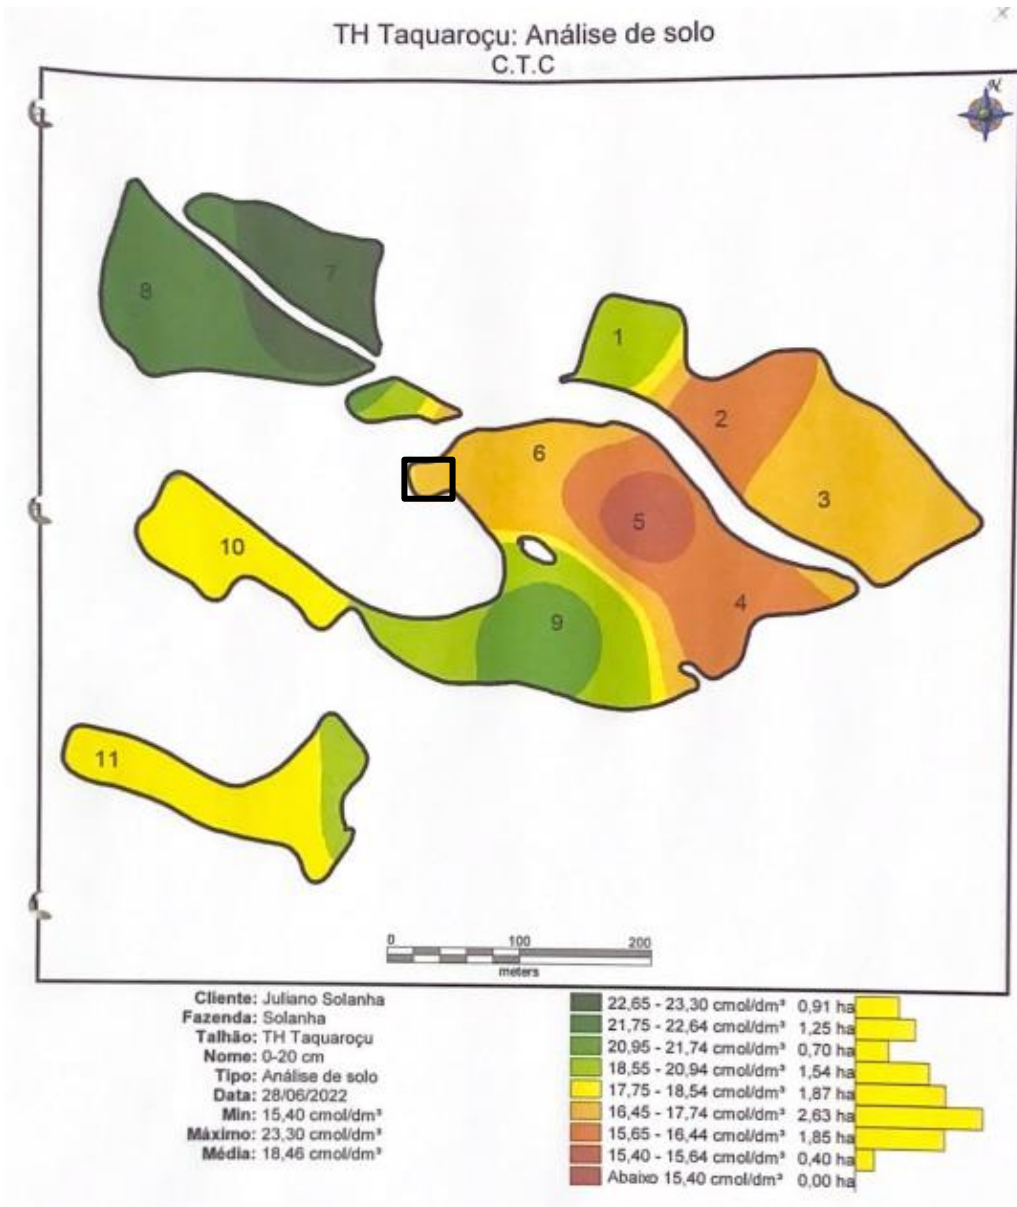 TH Taquaroçu: Análise de solo
C.T.C
N
7
8
1
2
6
3
5
10
4
9
11
0 100 200
meters
Cliente: Juliano Solanha
Fazenda: Solanha
Talhão: TH Taquaroçu
Nome: 0-20 cm
Tipo: Análise de solo
Data: 28/06/2022
Min: 15,40 cmol/dm³
Máximo: 23,30 cmol/dm³
Média: 18,46 cmol/dm³
22,65 - 23,30 cmol/dm³ 0,91 ha
21,75 - 22,64 cmol/dm³ 1,25 ha
20,95 - 21,74 cmol/dm³ 0,70 ha
18,55 - 20,94 cmol/dm³ 1,54 ha
17,75 - 18,54 cmol/dm³ 1,87 ha
16,45 - 17,74 cmol/dm³ 2,63 ha
15,65 - 16,44 cmol/dm³ 1,85 ha
15,40 - 15,64 cmol/dm³ 0,40 ha
Abaixo 15,40 cmol/dm³ 0,00 ha